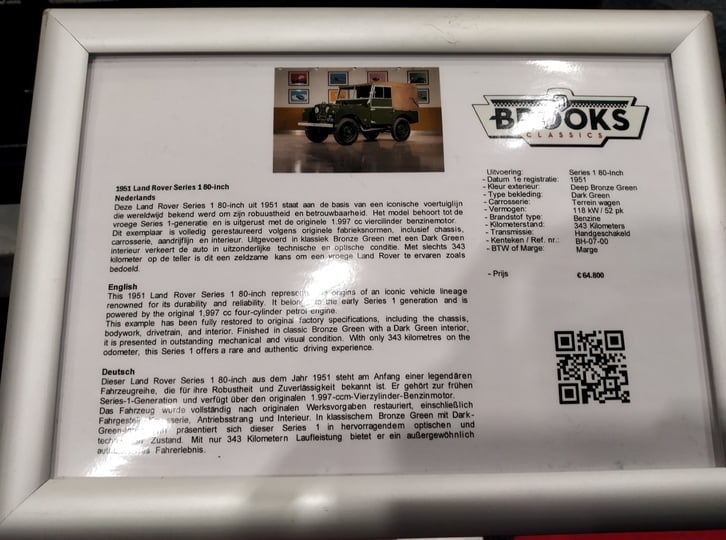 BROOKS
CLASSICS
1951 Land Rover Series 1 80-inch
Nederlands
Deze Land Rover Series 1 80-inch uit 1951 staat aan de basis van een iconische voertuiglijn
die wereldwijd bekend werd om zijn robuustheid en betrouwbaarheid. Het model behoort tot de
vroege Series 1-generatie en is uitgerust met de originele 1.997 cc viercilinder benzinemotor.
Dit exemplaar is volledig gerestaureerd volgens originele fabrieksnormen, inclusief chassis,
carrosserie, aandrijflijn en interieur. Uitgevoerd in klassiek Bronze Green met een Dark Green
interieur verkeert de auto in uitzonderlijke technische en optische conditie. Met slechts 343
kilometer op de teller is dit een zeldzame kans om een vroege Land Rover te ervaren zoals
bedoeld.
English
This 1951 Land Rover Series 1 80-inch origins of an iconic vehicle lineage
renowned for its durability and reliability. It to the early Series 1 generation and is
powered by the original 1,997 cc four-cylinder petrol engine.
This example has been fully restored to original factory specifications, including the chassis,
bodywork, drivetrain, and interior. Finished in classic Bronze Green with a Dark Green interior,
it is presented in outstanding mechanical and visual condition. With only 343 kilometres on the
odometer, this Series 1 offers a rare and authentic driving experience.
Deutsch
Dieser Land Rover Series 1 80-inch aus dem Jahr 1951 steht am Anfang einer legendären
Fahrzeugreihe, die für ihre Robustheit und Zuverlässigkeit bekannt ist. Er gehört zur frühen
Series-1-Generation und verfügt über den originalen 1.997-ccm-Vierzylinder-Benzinmotor.
Das Fahrzeug wurde vollständig nach originalen Werksvorgaben restauriert, einschließlich
Antriebsstrang und Interieur. In klassischem Bronze Green mit Dark-
präsentiert sich dieser Series 1 in hervorragendem optischen und
Zustand. Mit nur 343 Kilometern Laufleistung bietet er ein außergewöhnlich
Fahrerlebnis.
Uitvoering: Series 1 80-Inch
- Datum 1e registratie: 1951
- Kleur exterieur: Deep Bronze Green
- Type bekleding: Dark Green
- Carrosserie: Terrein wagen
- Vermogen: 118 kW / 52 pk
- Brandstof type: Benzine
- Kilometerstand: 343 Kilometers
- Transmissie: Handgeschakeld
- Kenteken / Ref. nr.: BH-07-00
- BTW of Marge: Marge
- Prijs € 64.800